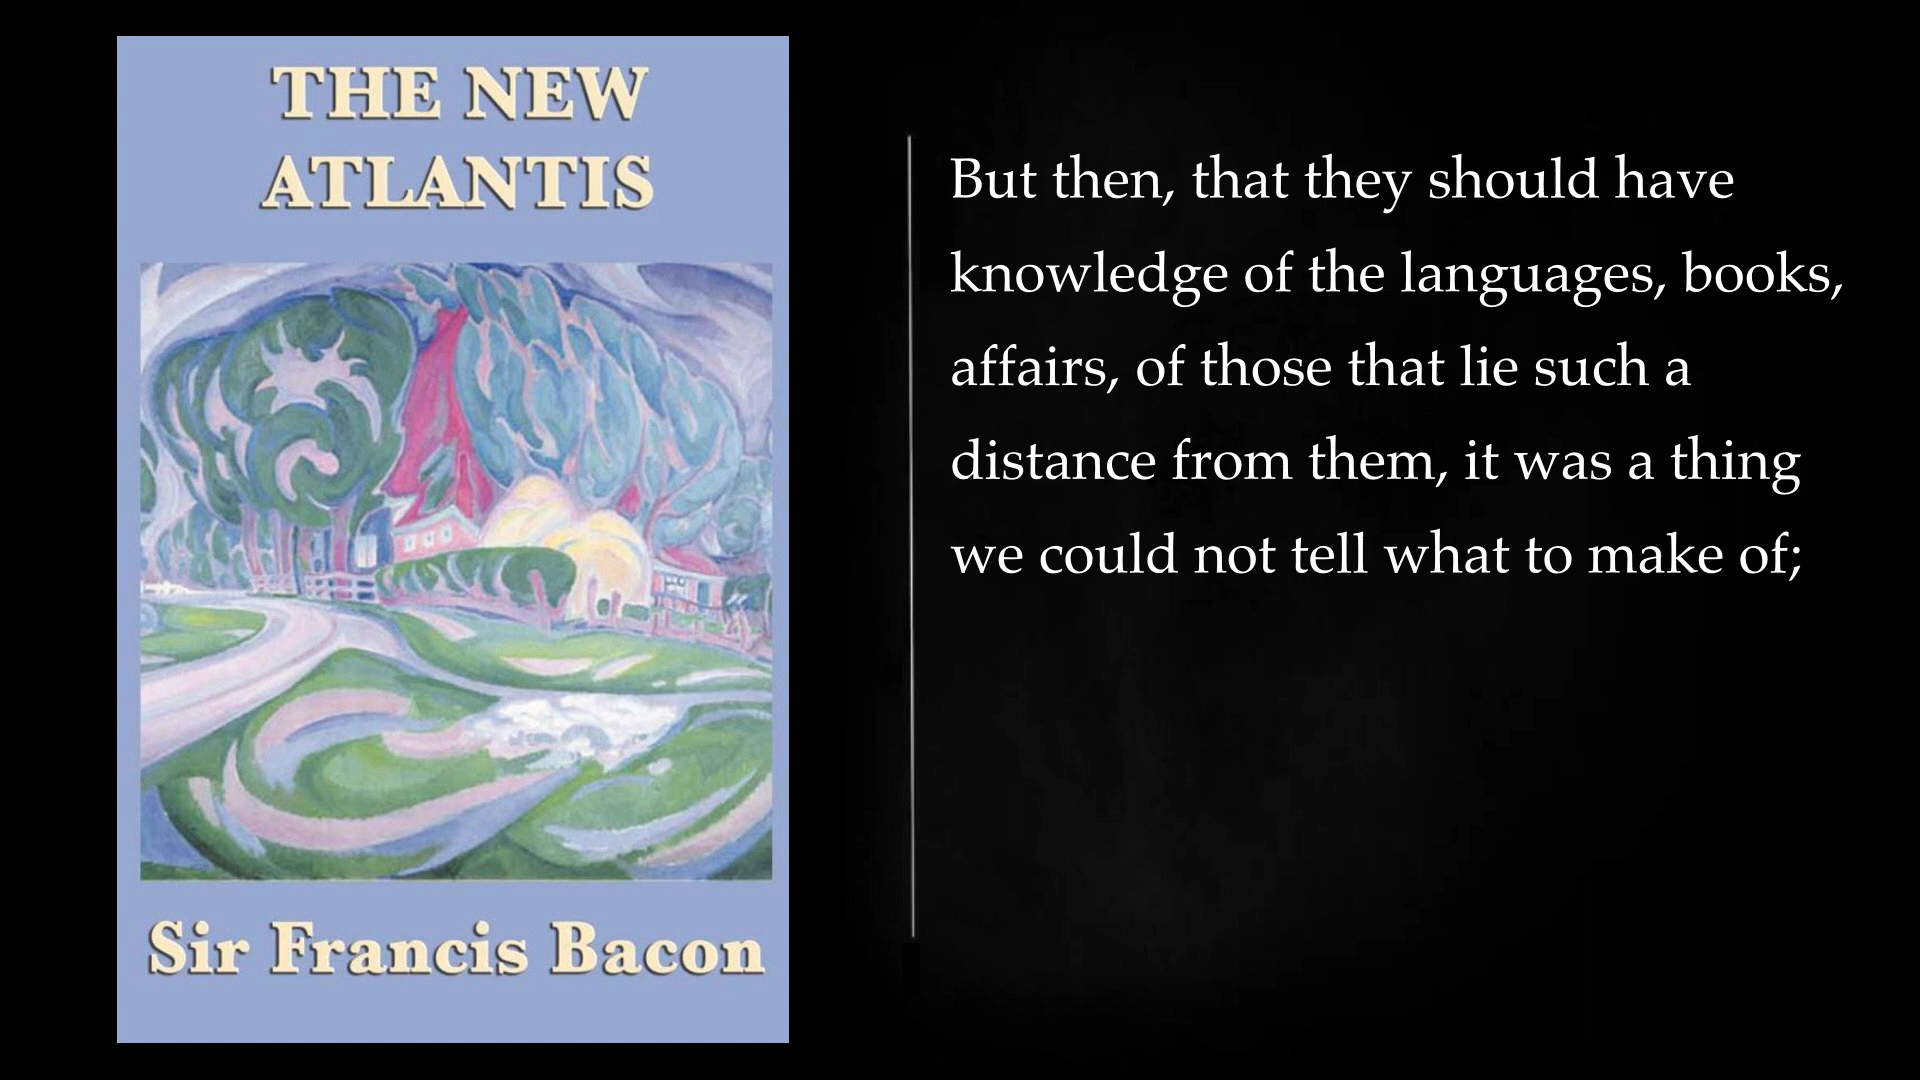 THE NEW
ATLANTIS
Sir Francis Bacon
But then, that they should have
knowledge of the languages, books,
affairs, of those that lie such a
distance from them, it was a thing
we could not tell what to make of;